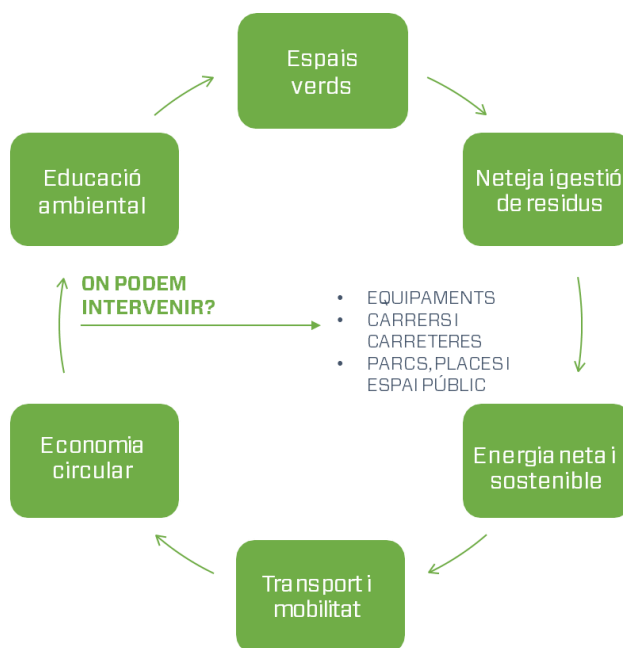 Espais
verds
Neteja i gestió
de residus
Energia neta i
sostenible
Transport i
mobilitat
Economia
circular
Educació
ambiental
ON PODEM
INTERVENIR?
• EQUIPAMENTS
• CARRERS I
CARRETERES
• PARCS, PLACES I
ESPAI PÚBLIC